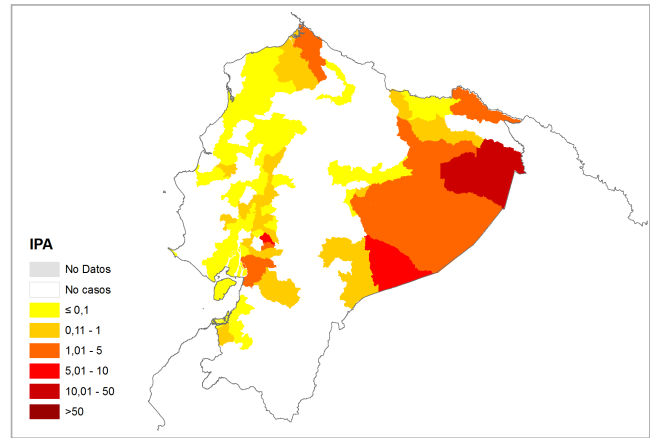 IPA
No Datos
No casos
≤ 0,1
0,11 - 1
1,01 - 5
5,01 - 10
10,01 - 50
>50